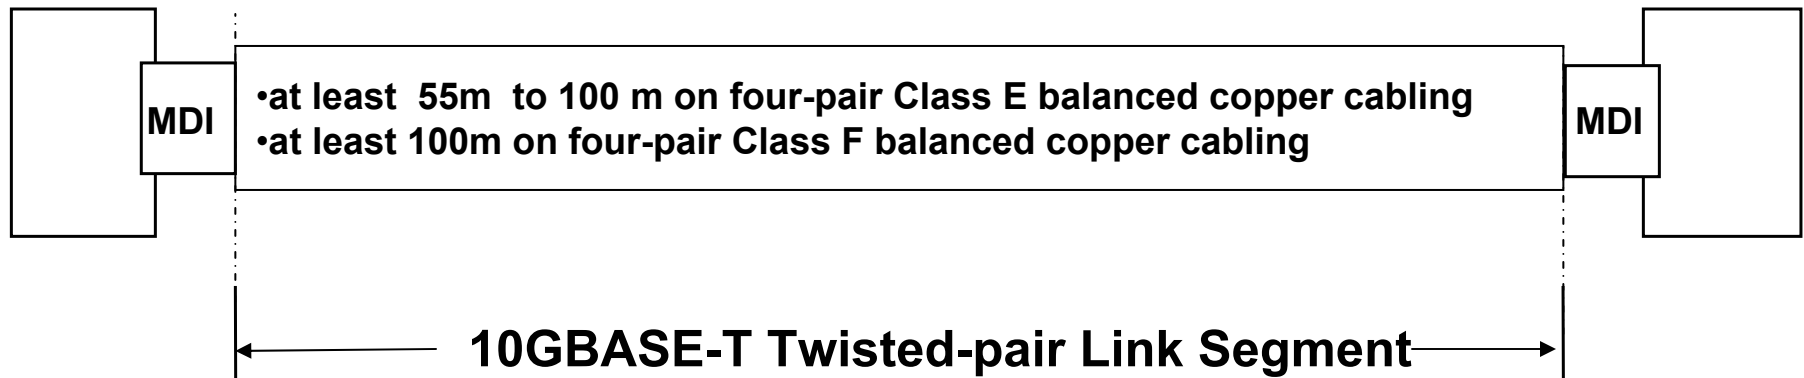 MDI
•at least 55m to 100 m on four-pair Class E balanced copper cabling
•at least 100m on four-pair Class F balanced copper cabling
MDI
10GBASE-T Twisted-pair Link Segment